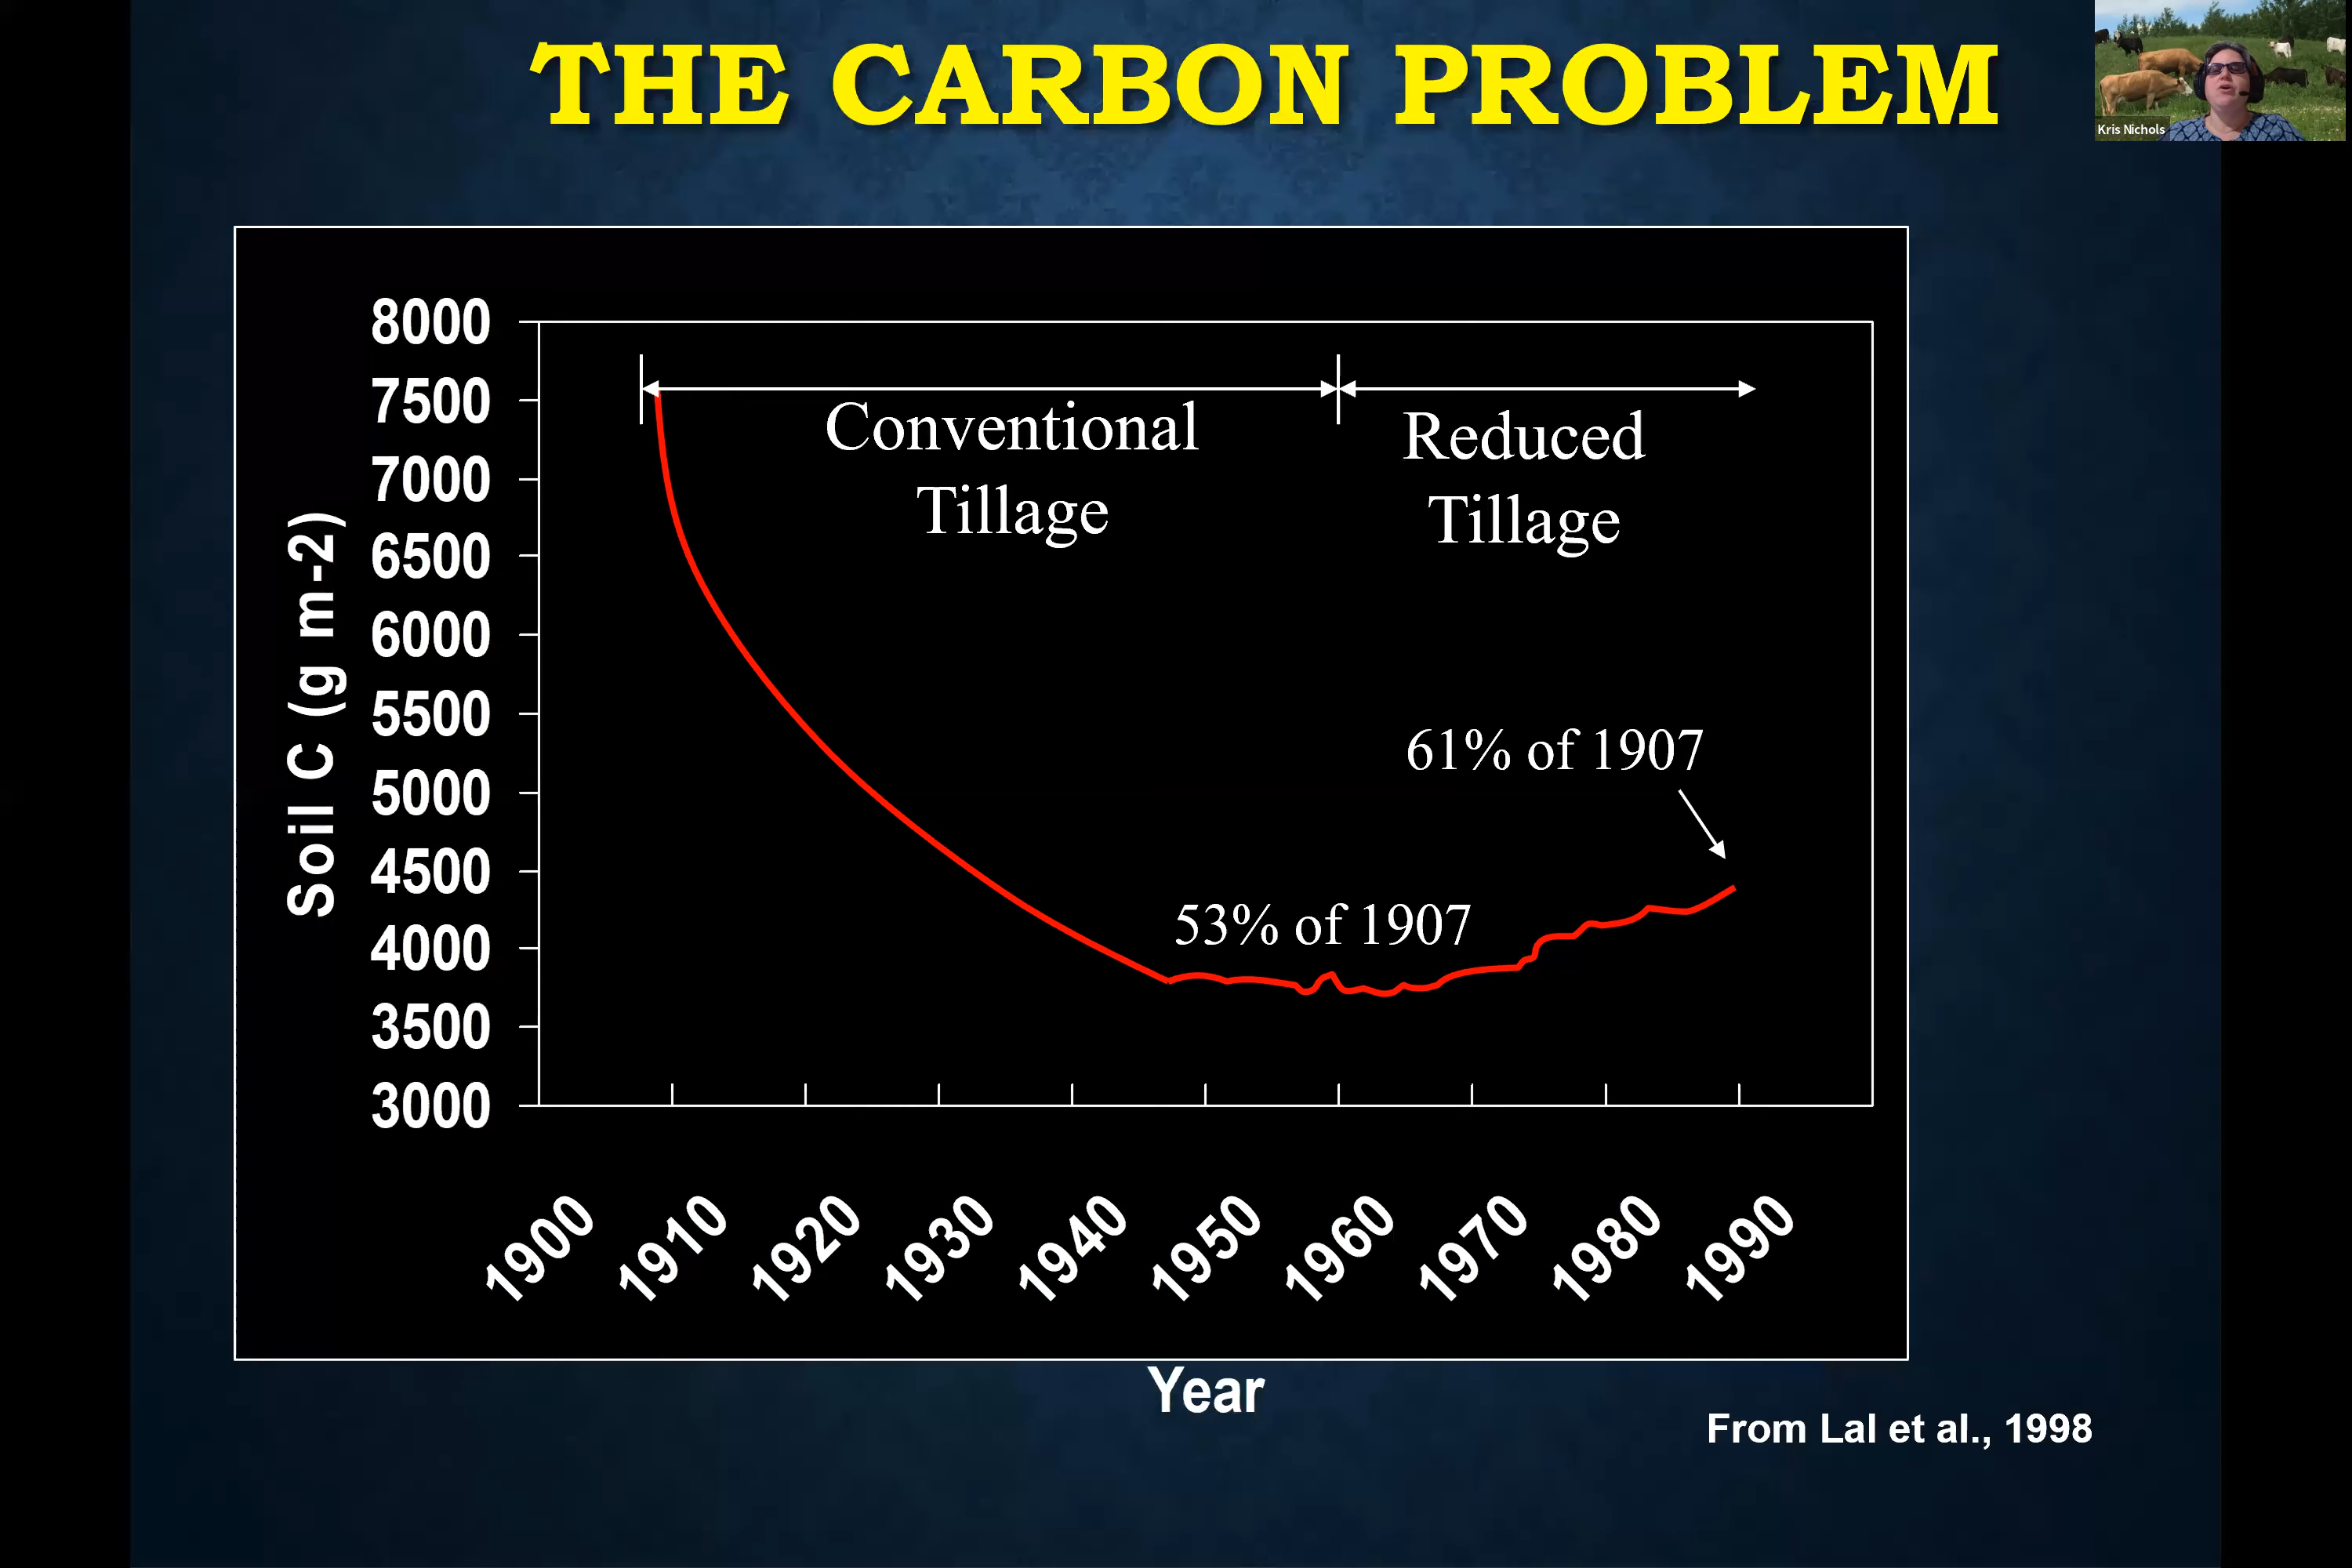 THE CARBON PROBLEM
Kris Nichols
8000
7500
7000
6500
6000
5500
5000
4500
4000
3500
3000
Soil C (g m-2)
Conventional
Tillage
Reduced
Tillage
61% of 1907
53% of 1907
1900
1910
1920
1930
1940
1950
1960
1970
1980
1990
Year
From Lal et al., 1998